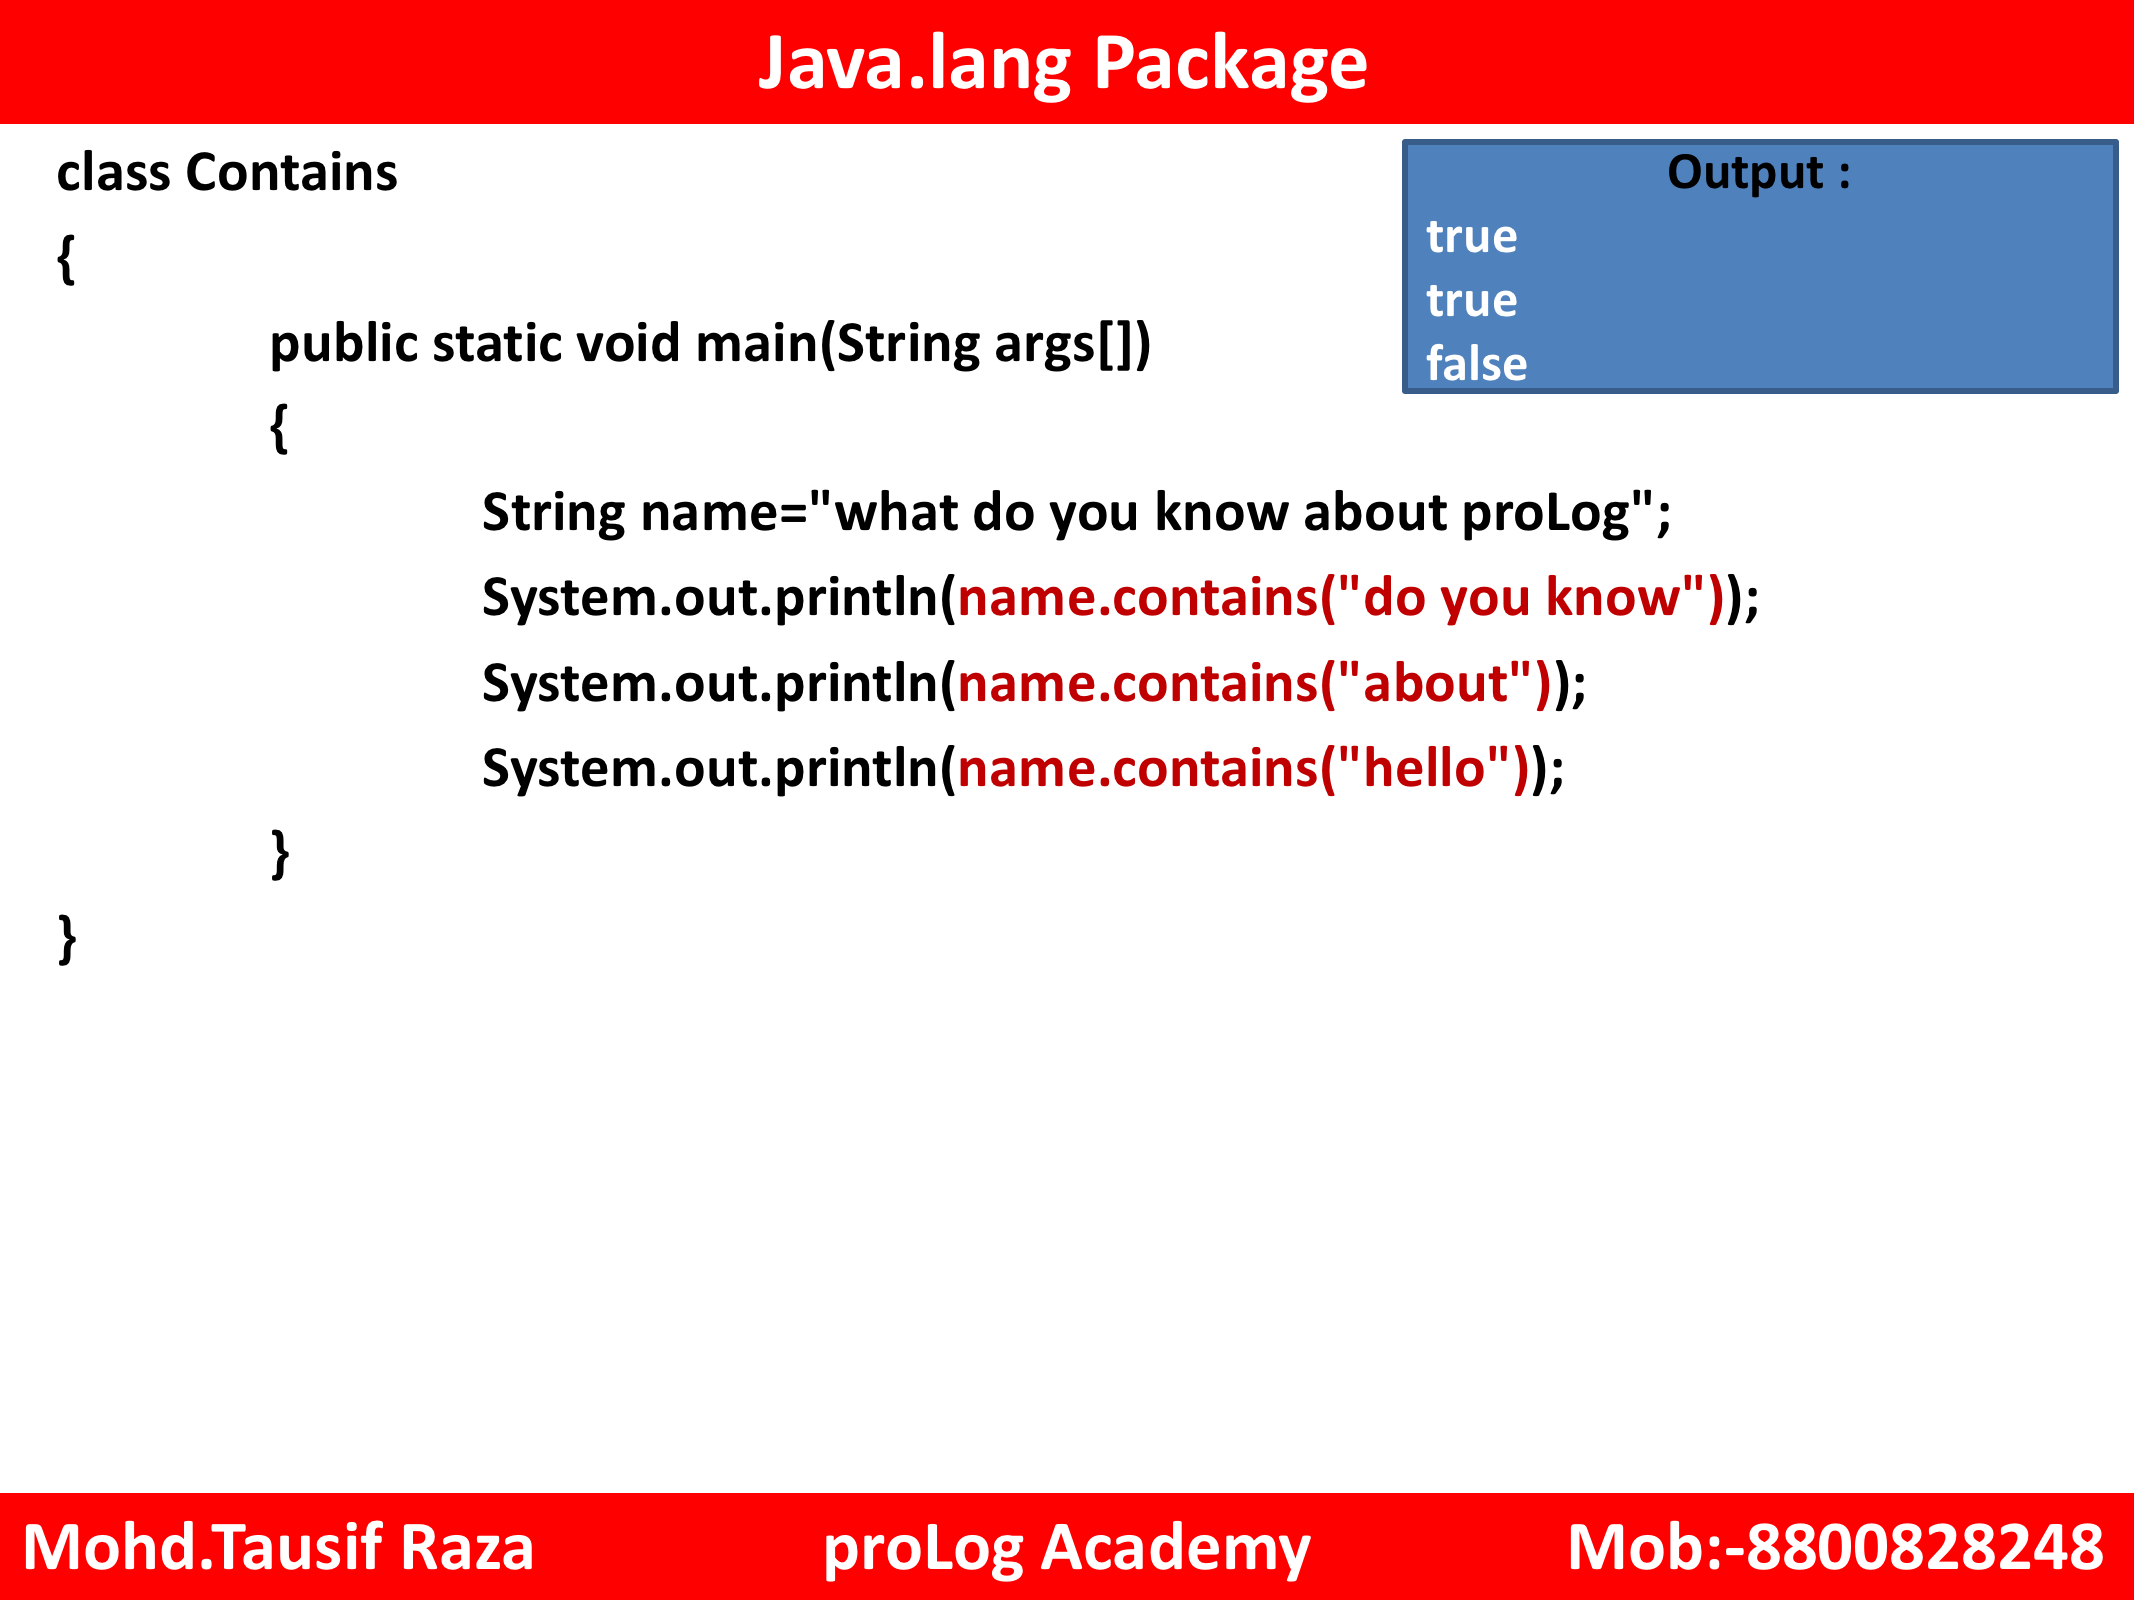 Java.lang Package
class Contains
{
public static void main(String args[])
{
String name="what do you know about proLog";
System.out.println(name.contains("do you know"));
System.out.println(name.contains("about"));
System.out.println(name.contains("hello"));
}
}
Output :
true
true
false
Mohd.Tausif Raza proLog Academy Mob:-8800828248